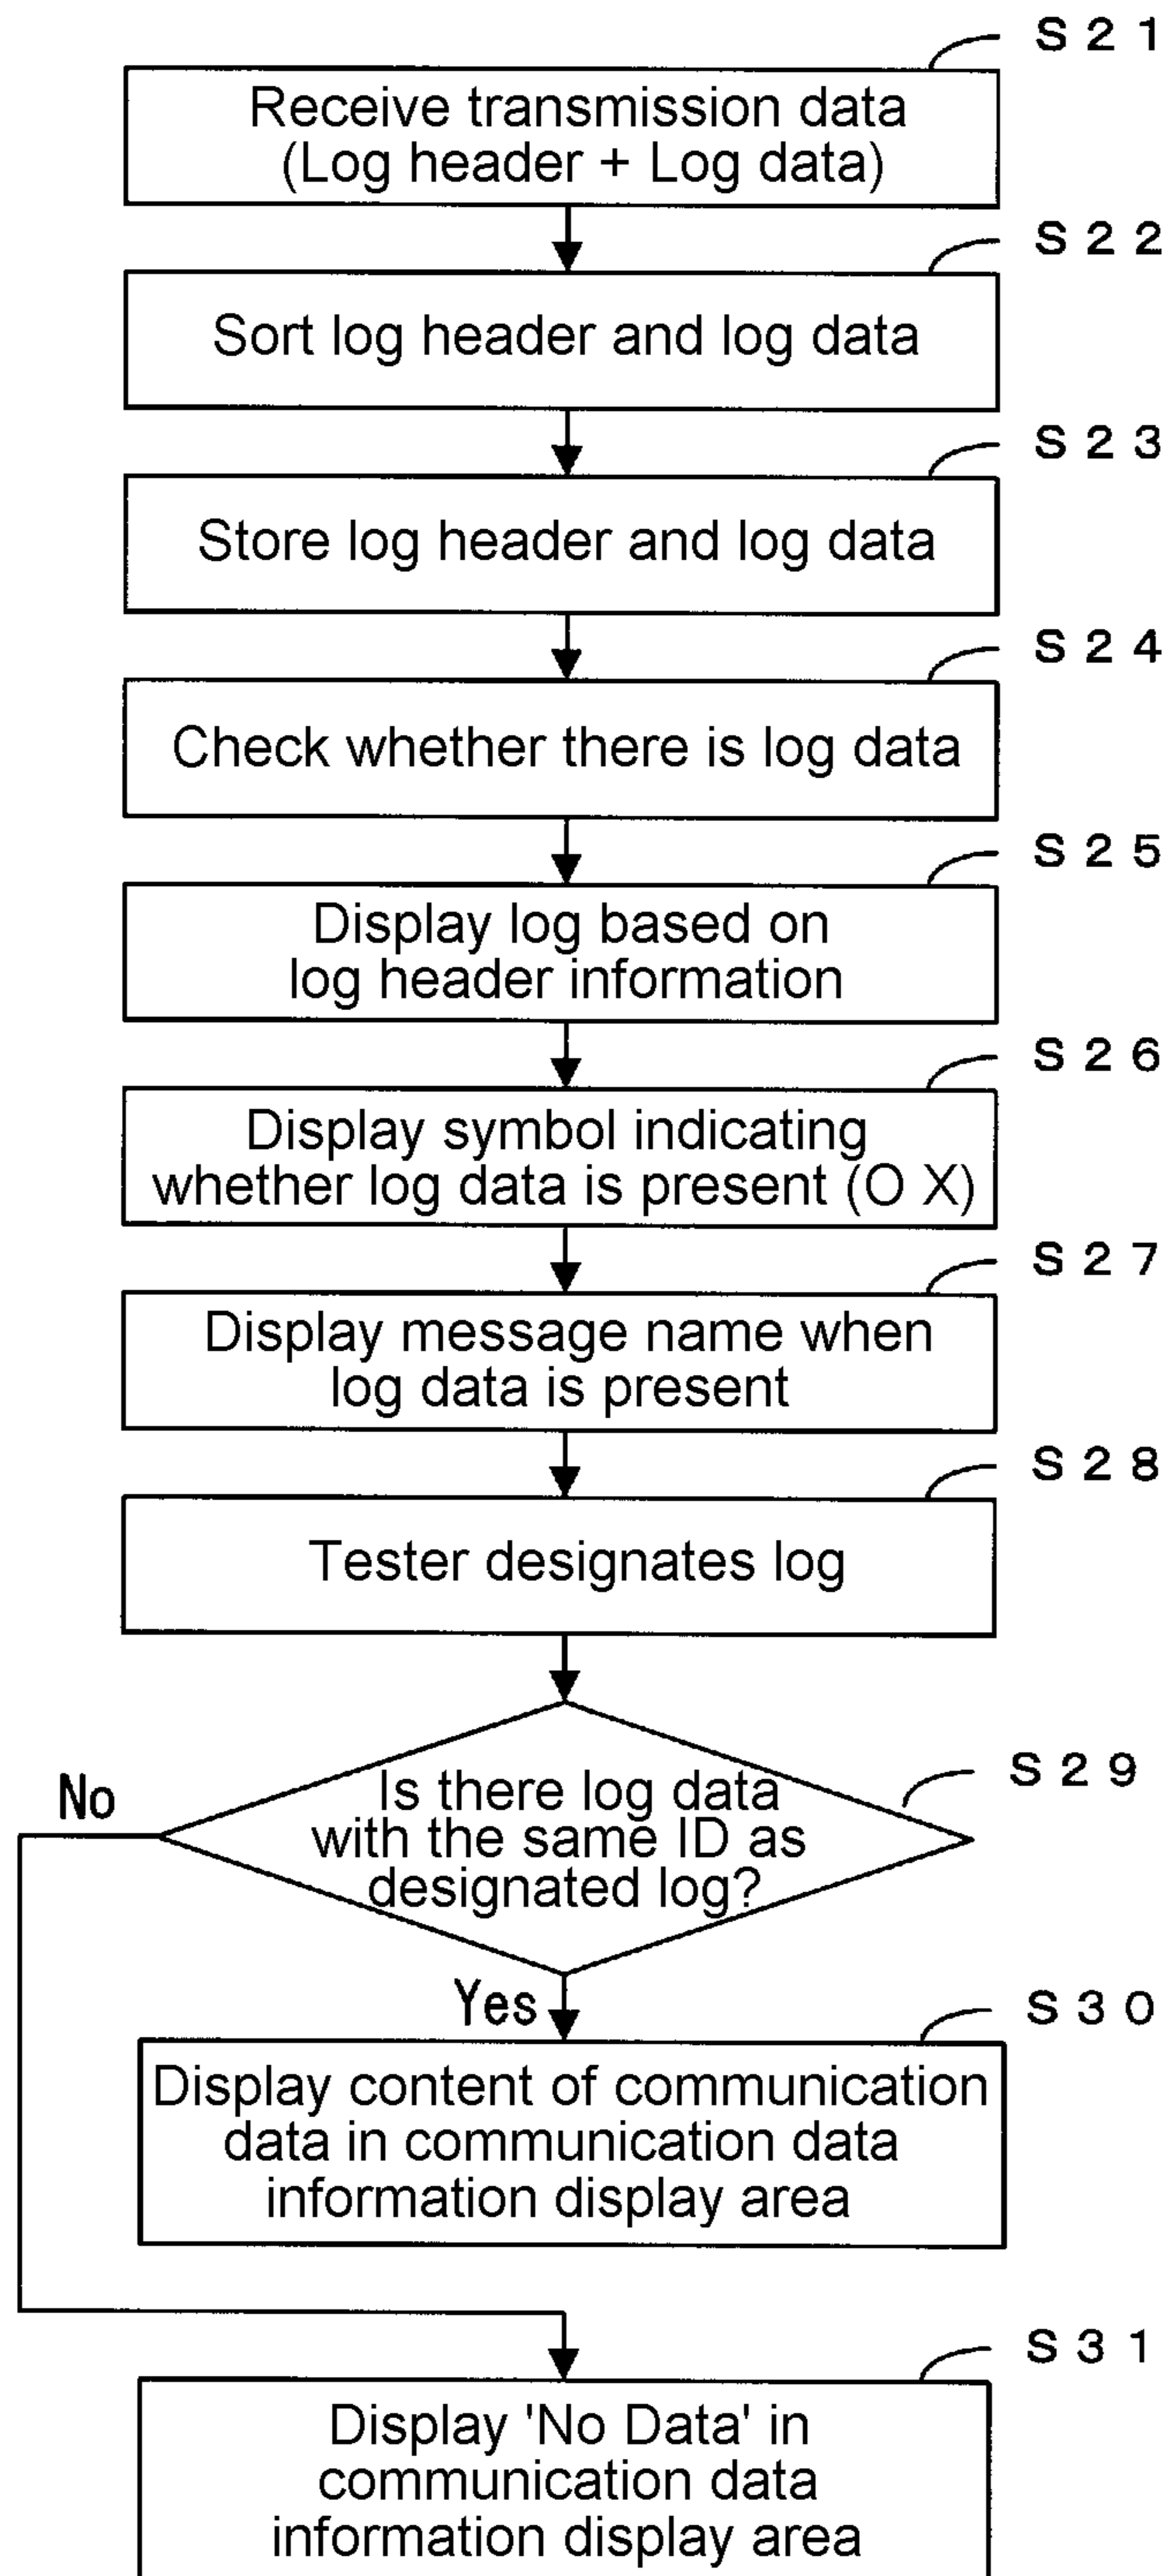 S21
Receive transmission data
(Log header + Log data)
S22
Sort log header and log data
S23
Store log header and log data
S24
Check whether there is log data
S25
Display log based on
log header information
S26
Display symbol indicating
whether log data is present (O X)
S27
Display message name when
log data is present
S28
Tester designates log
S29
No
Is there log data
with the same ID as
designated log?
Yes
S30
Display content of communication
data in communication data
information display area
S31
Display 'No Data' in
communication data
information display area